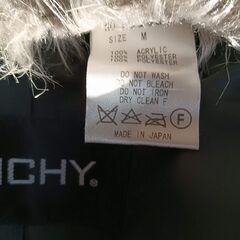 SIZE M
100% ACRYLIC
100% POLYESTER
100% POLYESTER
DO NOT WASH
DO NOT BLEACH
DO NOT IRON
DRY CLEAN F
MADE IN JAPAN
ICHY®